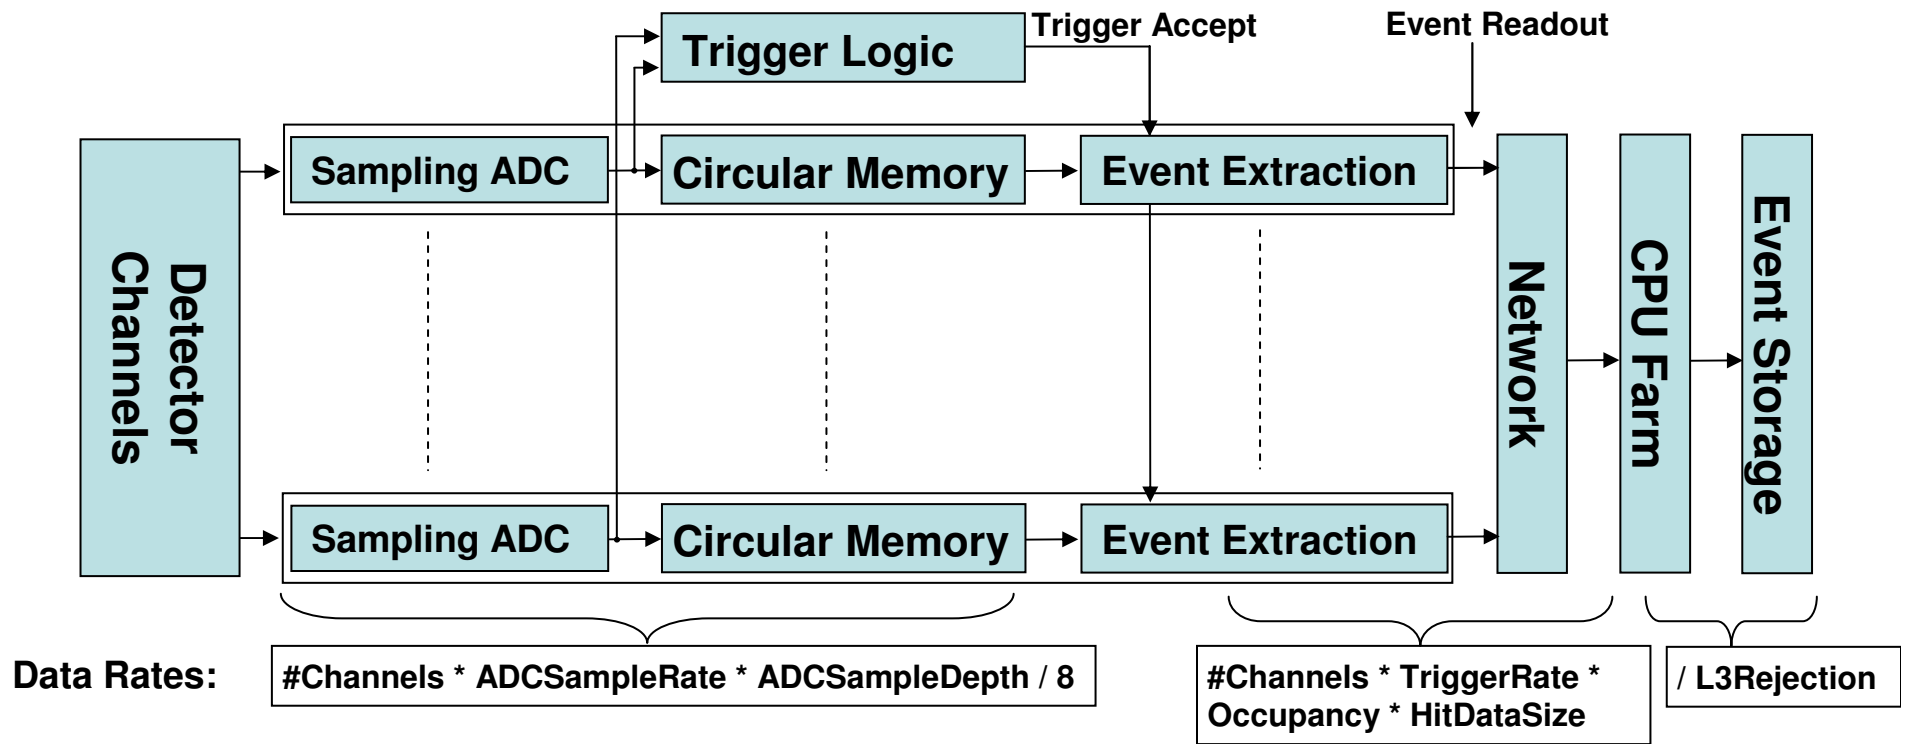 Trigger Accept
Event Readout
Trigger Logic
Sampling ADC
Circular Memory
Event Extraction
Detector
Channels
Network
CPU Farm
Event Storage
Sampling ADC
Circular Memory
Event Extraction
Data Rates:
#Channels * ADCSampleRate * ADCSampleDepth / 8
#Channels * TriggerRate *
Occupancy * HitDataSize
/ L3Rejection